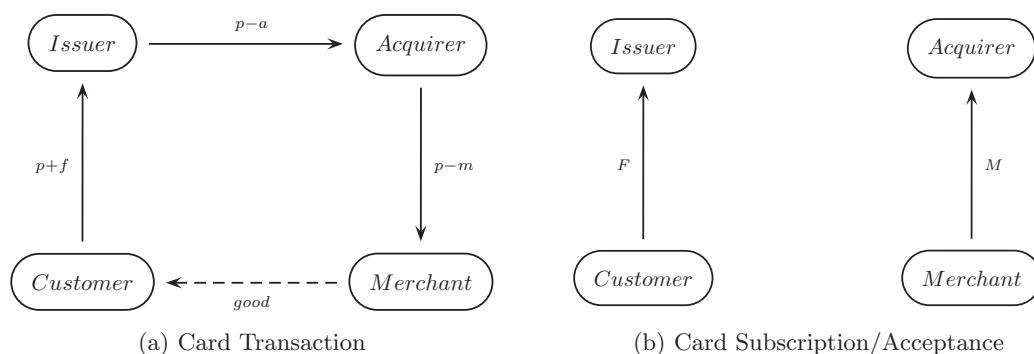 p−a
Issuer Acquirer Issuer Acquirer
p+f p−m F M
Customer Merchant Customer Merchant
good
(a) Card Transaction (b) Card Subscription/Acceptance